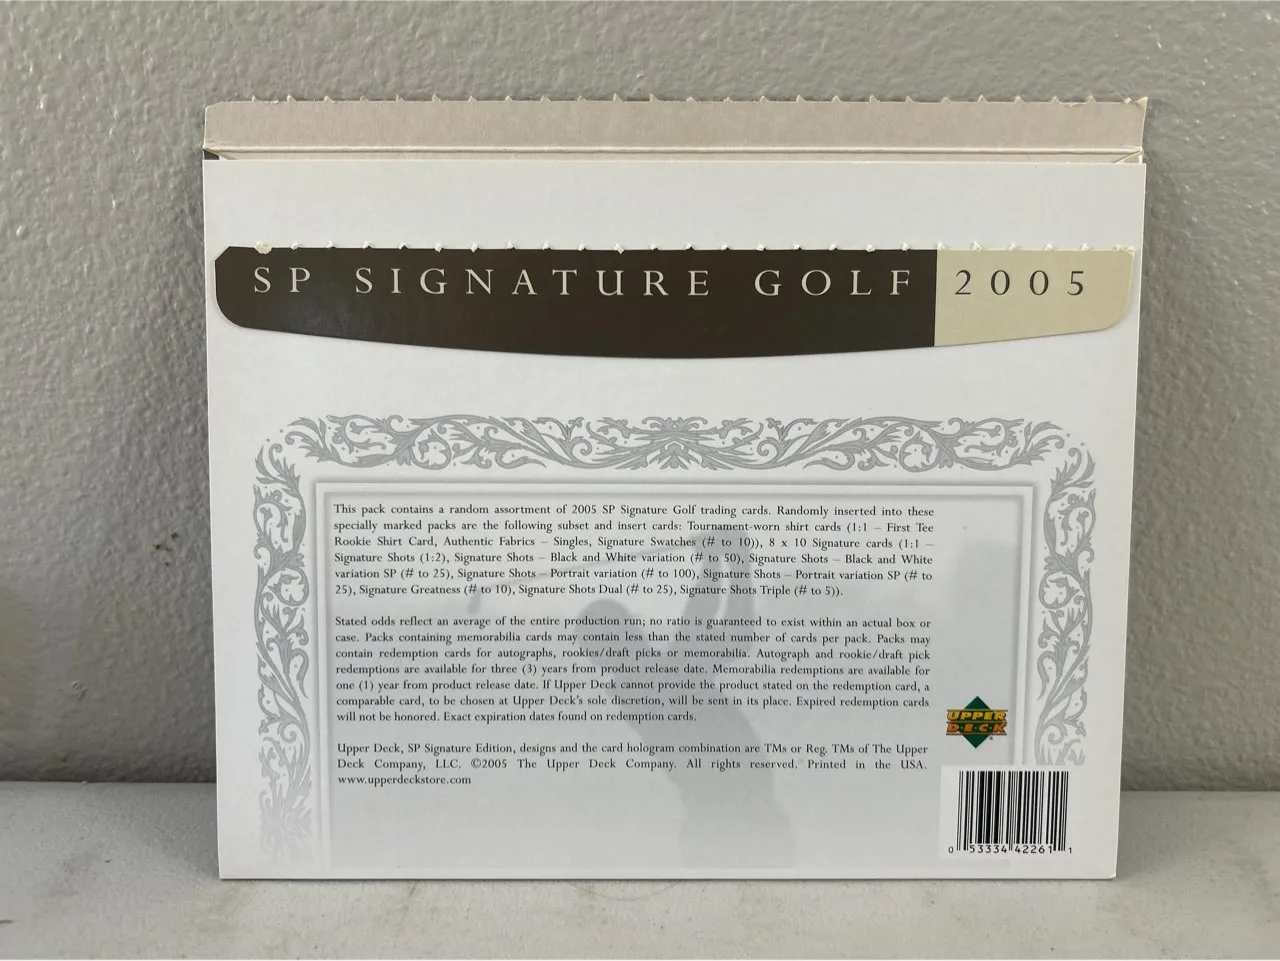 SP SIGNATURE GOLF 2005
This pack contains a random assortment of 2005 SP Signature Golf trading cards. Randomly inserted into these
specially marked packs are the following subset and insert cards: Tournament-worn shirt cards (1:1 – First Tee
Rookie Shirt Card, Authentic Fabrics – Singles, Signature Swatches (# to 10)), 8 x 10 Signature cards (1:1 –
Signature Shots (1:2), Signature Shots – Black and White variation (# to 50), Signature Shots – Black and White
variation SP (# to 25), Signature Shots – Portrait variation (# to 100), Signature Shots – Portrait variation SP (# to
25), Signature Greatness (# to 10), Signature Shots Dual (# to 25), Signature Shots Triple (# to 5)).
Stated odds reflect an average of the entire production run; no ratio is guaranteed to exist within an actual box or
case. Packs containing memorabilia cards may contain less than the stated number of cards per pack. Packs may
contain redemption cards for autographs, rookies/draft picks or memorabilia. Autograph and rookie/draft pick
redemptions are available for three (3) years from product release date. Memorabilia redemptions are available for
one (1) year from product release date. If Upper Deck cannot provide the product stated on the redemption card, a
comparable card, to be chosen at Upper Deck's sole discretion, will be sent in its place. Expired redemption cards
will not be honored. Exact expiration dates found on redemption cards.
UPPER
DECK
Upper Deck, SP Signature Edition, designs and the card hologram combination are TMs or Reg. TMs of The Upper
Deck Company, LLC. ©2005 The Upper Deck Company. All rights reserved. Printed in the USA.
www.upperdeckstore.com
0 53334 42261 1